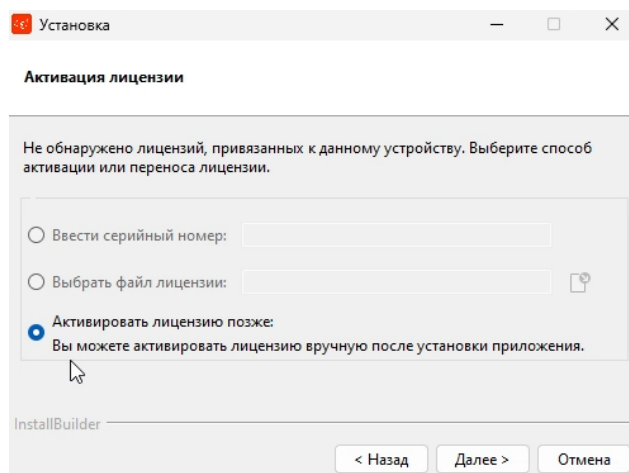 Установка
Активация лицензии
Не обнаружено лицензий, привязанных к данному устройству. Выберите способ
активации или переноса лицензии.
Ввести серийный номер:
Выбрать файл лицензии:
Активировать лицензию позже:
Вы можете активировать лицензию вручную после установки приложения.
InstallBuilder
< Назад
Далее >
Отмена